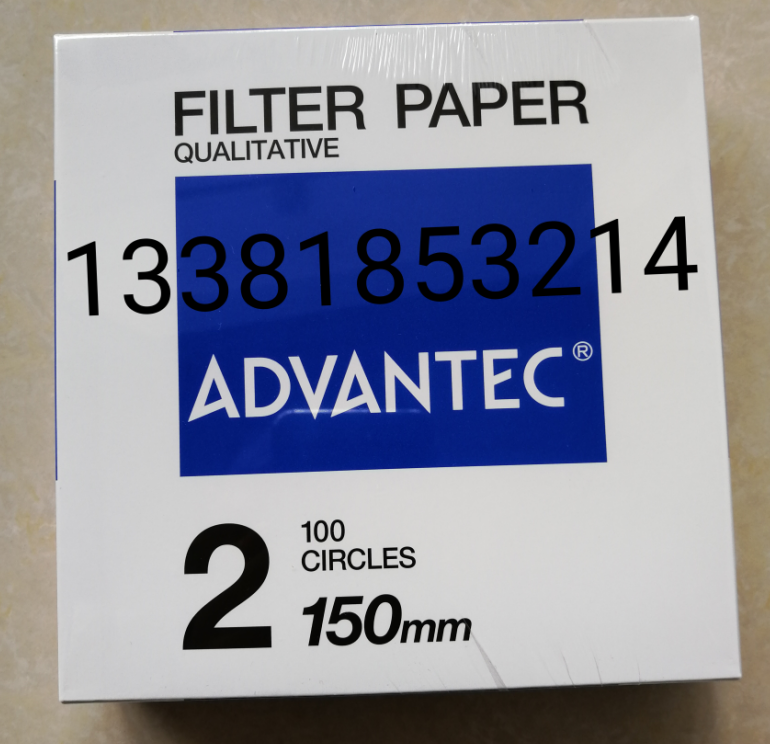 FILTER PAPER
QUALITATIVE
13381853214
ADVANTEC®
2
100
CIRCLES
150mm